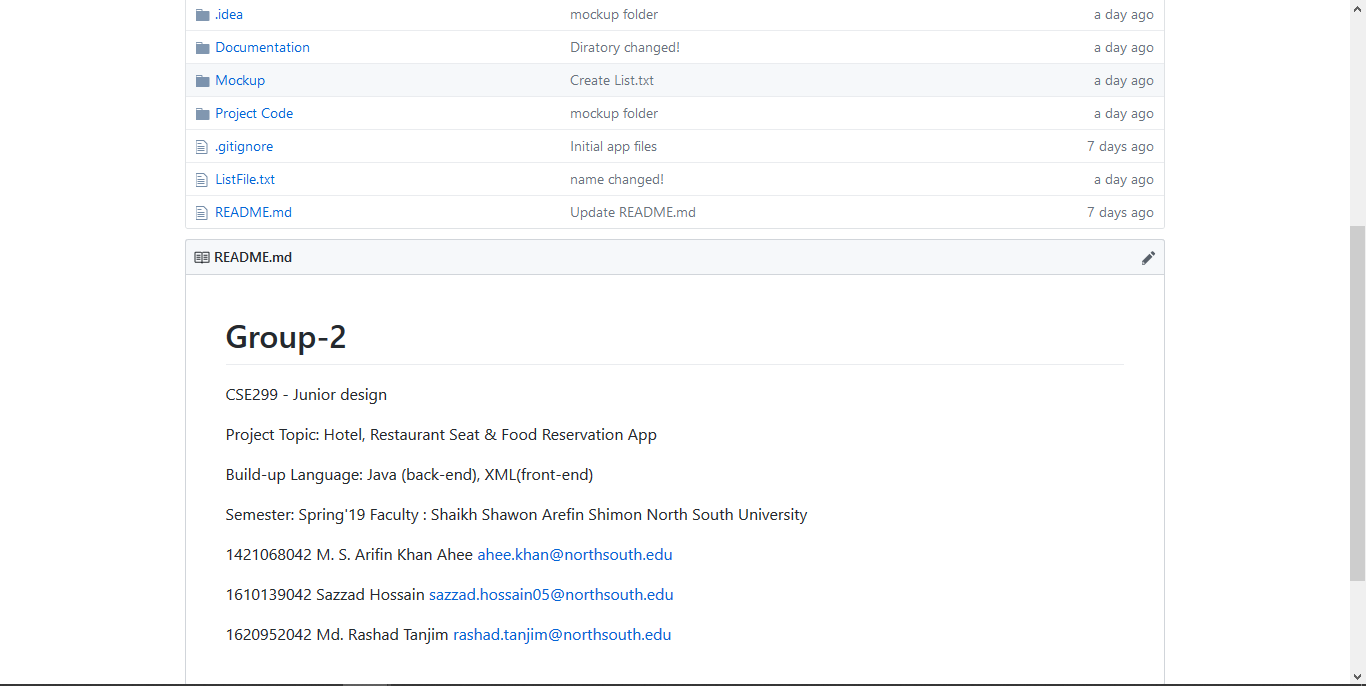 .idea mockup folder a day ago
Documentation Diratory changed! a day ago
Mockup Create List.txt a day ago
Project Code mockup folder a day ago
.gitignore Initial app files 7 days ago
ListFile.txt name changed! a day ago
README.md Update README.md 7 days ago
README.md
Group-2
CSE299 - Junior design
Project Topic: Hotel, Restaurant Seat & Food Reservation App
Build-up Language: Java (back-end), XML(front-end)
Semester: Spring'19 Faculty : Shaikh Shawon Arefin Shimon North South University
1421068042 M. S. Arifin Khan Ahee ahee.khan@northsouth.edu
1610139042 Sazzad Hossain sazzad.hossain05@northsouth.edu
1620952042 Md. Rashad Tanjim rashad.tanjim@northsouth.edu